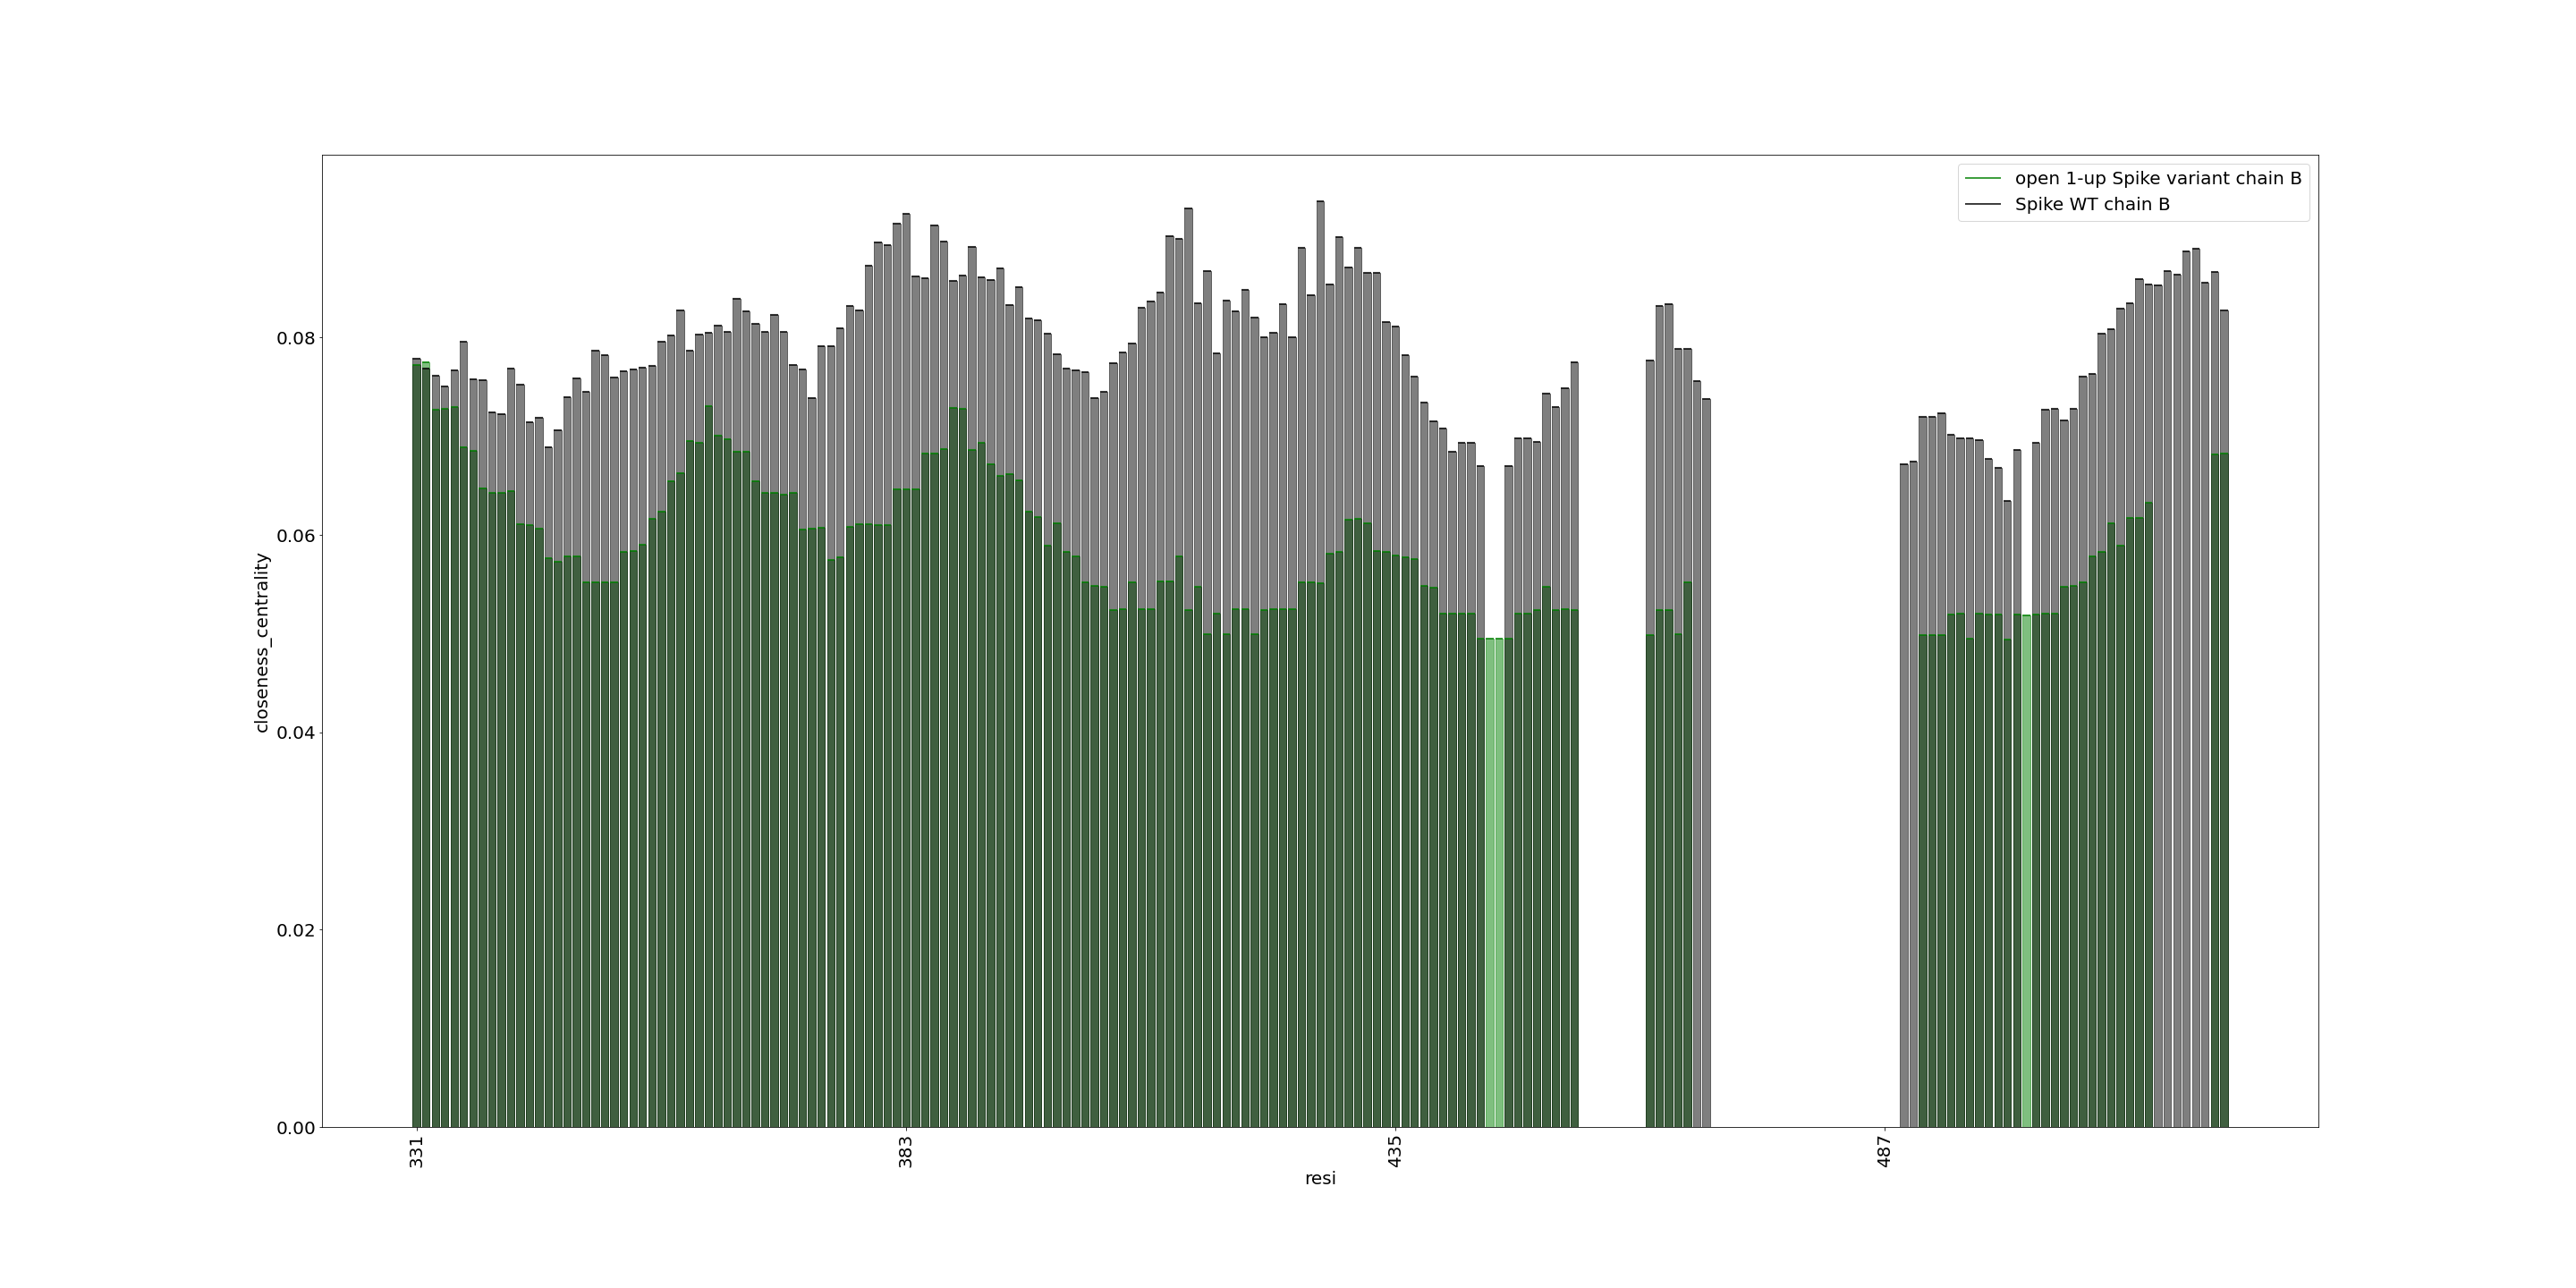 open 1-up Spike variant chain B
Spike WT chain B
closeness_centrality
0.08
0.06
0.04
0.02
0.00
331
383
435
487
resi